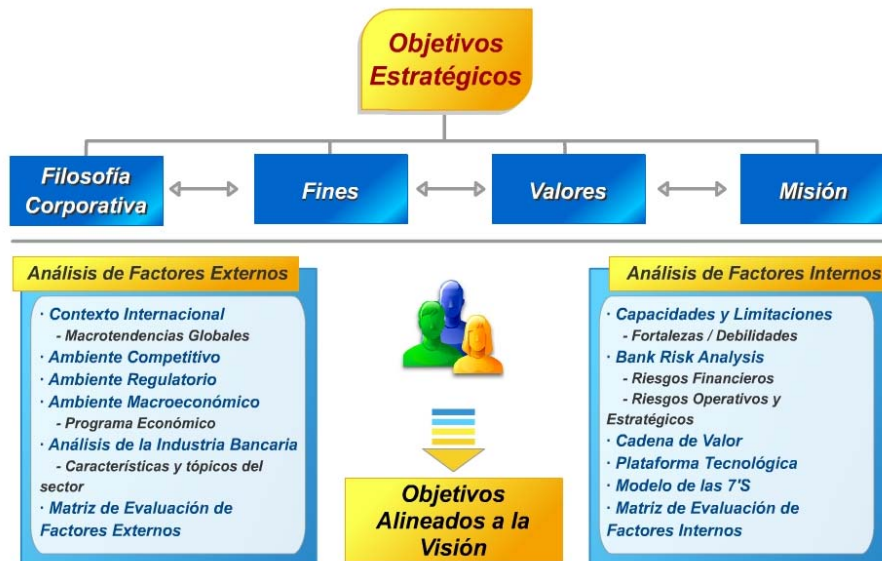 Objetivos
Estratégicos
Filosofía
Corporativa
Fines
Valores
Misión
Análisis de Factores Externos
· Contexto Internacional
- Macrotendencias Globales
· Ambiente Competitivo
· Ambiente Regulatorio
· Ambiente Macroeconómico
- Programa Económico
· Análisis de la Industria Bancaria
- Características y tópicos del
sector
· Matriz de Evaluación de
Factores Externos
Objetivos
Alineados a la
Visión
Análisis de Factores Internos
· Capacidades y Limitaciones
- Fortalezas / Debilidades
· Bank Risk Analysis
- Riesgos Financieros
- Riesgos Operativos y
Estratégicos
· Cadena de Valor
· Plataforma Tecnológica
· Modelo de las 7'S
· Matriz de Evaluación de
Factores Internos